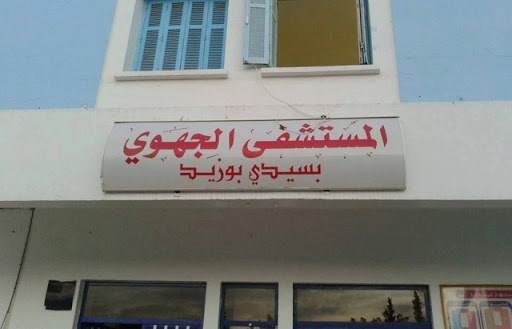 المستشفى الجهوي
بسيدي بوزيد